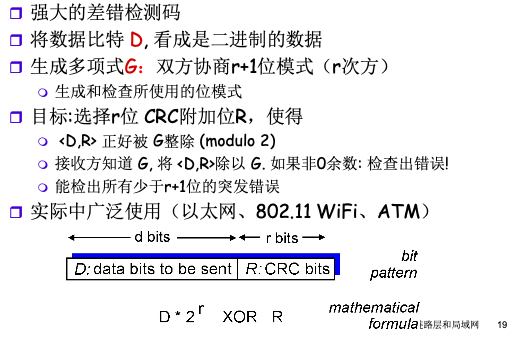 强大的差错检测码
将数据比特 D, 看成是二进制的数据
生成多项式G：双方协商r+1位模式（r次方）
生成和检查所使用的位模式
目标:选择r位 CRC附加位R，使得
<D,R> 正好被 G整除 (modulo 2)
接收方知道 G, 将 <D,R>除以 G. 如果非0余数: 检查出错误!
能检出所有少于r+1位的突发错误
实际中广泛使用（以太网、802.11 WiFi、ATM）
d bits r bits
D: data bits to be sent R: CRC bits
bit
pattern
D * 2^r XOR R
mathematical
formula
路层和局域网 19